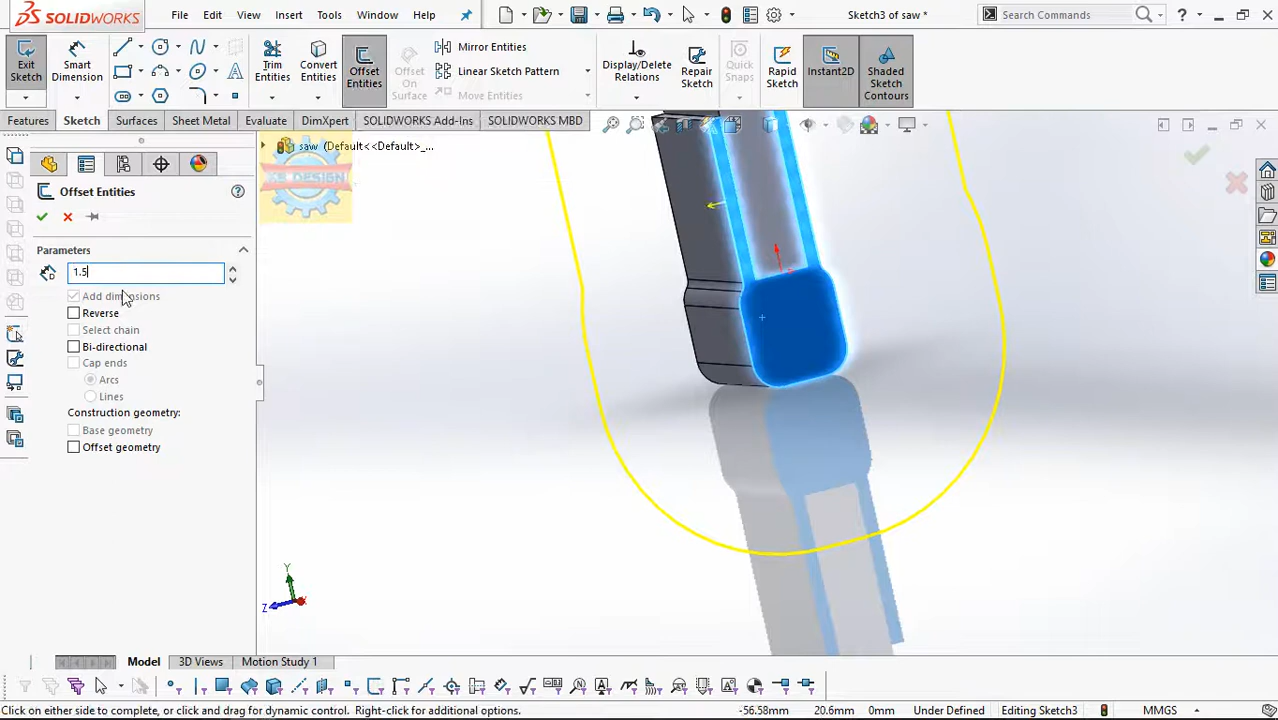 SOLIDWORKS
File
Edit
View
Insert
Tools
Window
Help
Sketch3 of saw *
Search Commands
Exit Sketch
Smart Dimension
Trim Entities
Convert Entities
Offset Entities
Offset On Surface
Mirror Entities
Linear Sketch Pattern
Move Entities
Display/Delete Relations
Repair Sketch
Quick Snaps
Rapid Sketch
Instant2D
Shaded Sketch Contours
Features
Sketch
Surfaces
Sheet Metal
Evaluate
DimXpert
SOLIDWORKS Add-Ins
SOLIDWORKS MBD
saw (Default<<Default>_...
Offset Entities
Parameters
1.5
Add dimensions
Reverse
Select chain
Bi-directional
Cap ends
Arcs
Lines
Construction geometry:
Base geometry
Offset geometry
Y
Z
Model
3D Views
Motion Study 1
Click on either side to complete, or click and drag for dynamic control. Right-click for additional options.
-56.58mm
20.6mm
0mm
Under Defined
Editing Sketch3
MMGS